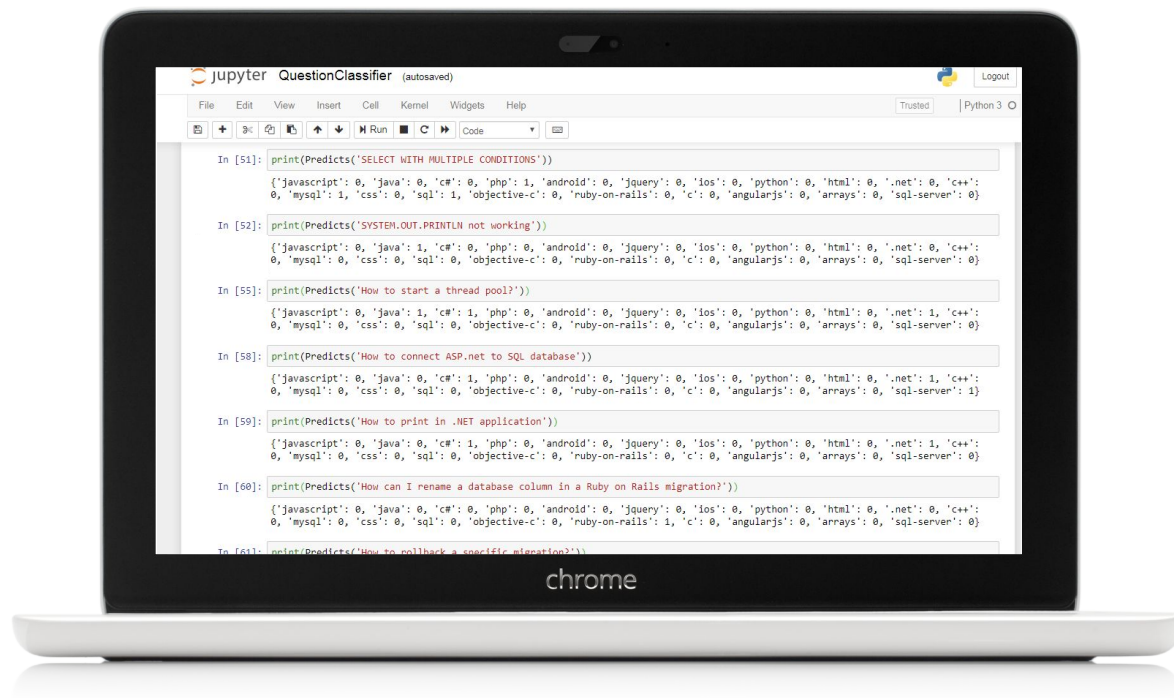 jupyter QuestionClassifier (autosaved) Logout
File Edit View Insert Cell Kernel Widgets Help Trusted Python 3
Run Code
In [51]: print(Predicts('SELECT WITH MULTIPLE CONDITIONS'))
{'javascript': 0, 'java': 0, 'c#': 0, 'php': 1, 'android': 0, 'jquery': 0, 'ios': 0, 'python': 0, 'html': 0, '.net': 0, 'c++':
0, 'mysql': 1, 'css': 0, 'sql': 1, 'objective-c': 0, 'ruby-on-rails': 0, 'c': 0, 'angularjs': 0, 'arrays': 0, 'sql-server': 0}
In [52]: print(Predicts('SYSTEM.OUT.PRINTLN not working'))
{'javascript': 0, 'java': 1, 'c#': 0, 'php': 0, 'android': 0, 'jquery': 0, 'ios': 0, 'python': 0, 'html': 0, '.net': 0, 'c++':
0, 'mysql': 0, 'css': 0, 'sql': 0, 'objective-c': 0, 'ruby-on-rails': 0, 'c': 0, 'angularjs': 0, 'arrays': 0, 'sql-server': 0}
In [55]: print(Predicts('How to start a thread pool?'))
{'javascript': 0, 'java': 1, 'c#': 1, 'php': 0, 'android': 0, 'jquery': 0, 'ios': 0, 'python': 0, 'html': 0, '.net': 1, 'c++':
0, 'mysql': 0, 'css': 0, 'sql': 0, 'objective-c': 0, 'ruby-on-rails': 0, 'c': 0, 'angularjs': 0, 'arrays': 0, 'sql-server': 0}
In [58]: print(Predicts('How to connect ASP.net to SQL database'))
{'javascript': 0, 'java': 0, 'c#': 1, 'php': 0, 'android': 0, 'jquery': 0, 'ios': 0, 'python': 0, 'html': 0, '.net': 1, 'c++':
0, 'mysql': 0, 'css': 0, 'sql': 0, 'objective-c': 0, 'ruby-on-rails': 0, 'c': 0, 'angularjs': 0, 'arrays': 0, 'sql-server': 1}
In [59]: print(Predicts('How to print in .NET application'))
{'javascript': 0, 'java': 0, 'c#': 1, 'php': 0, 'android': 0, 'jquery': 0, 'ios': 0, 'python': 0, 'html': 0, '.net': 1, 'c++':
0, 'mysql': 0, 'css': 0, 'sql': 0, 'objective-c': 0, 'ruby-on-rails': 0, 'c': 0, 'angularjs': 0, 'arrays': 0, 'sql-server': 0}
In [60]: print(Predicts('How can I rename a database column in a Ruby on Rails migration?'))
{'javascript': 0, 'java': 0, 'c#': 0, 'php': 0, 'android': 0, 'jquery': 0, 'ios': 0, 'python': 0, 'html': 0, '.net': 0, 'c++':
0, 'mysql': 0, 'css': 0, 'sql': 0, 'objective-c': 0, 'ruby-on-rails': 1, 'c': 0, 'angularjs': 0, 'arrays': 0, 'sql-server': 0}
In [61]: print(Predicts('How to rollback a specific migration?'))
chrome